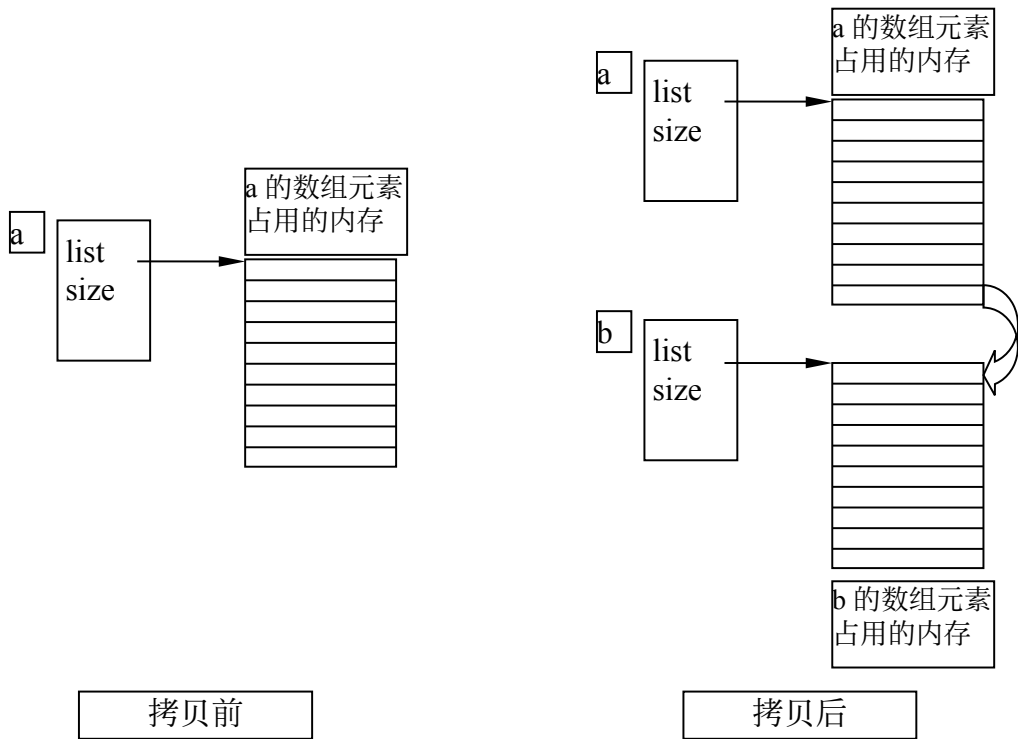 a
list
size
a 的数组元素
占用的内存
拷贝前
a
list
size
a 的数组元素
占用的内存
b
list
size
b 的数组元素
占用的内存
拷贝后